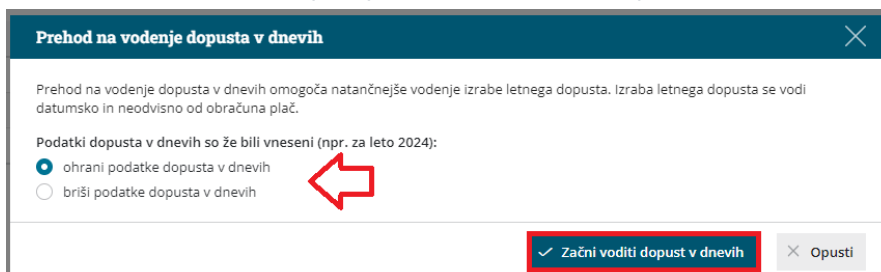 Prehod na vodenje dopusta v dnevih
Prehod na vodenje dopusta v dnevih omogoča natančnejše vodenje izrabe letnega dopusta. Izraba letnega dopusta se vodi
datumsko in neodvisno od obračuna plač.
Podatki dopusta v dnevih so že bili vneseni (npr. za leto 2024):
ohrani podatke dopusta v dnevih
briši podatke dopusta v dnevih
Začni voditi dopust v dnevih
Opusti